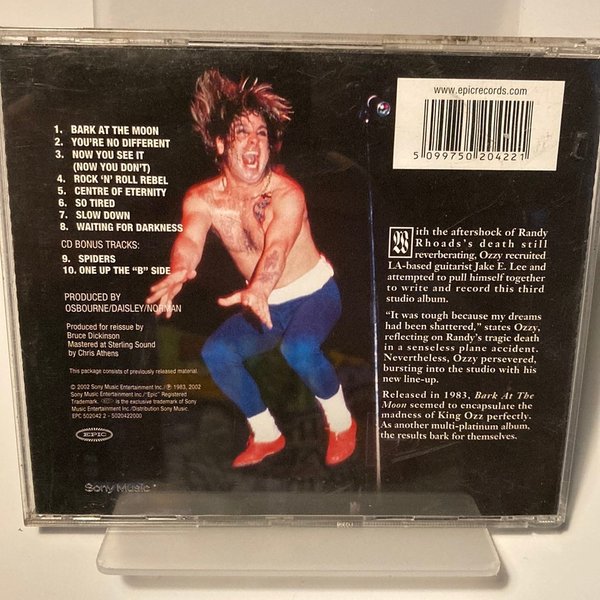 www.epicrecords.com
5 099750 204221
1. BARK AT THE MOON
2. YOU'RE NO DIFFERENT
3. NOW YOU SEE IT
(NOW YOU DON'T)
4. ROCK 'N' ROLL REBEL
5. CENTRE OF ETERNITY
6. SO TIRED
7. SLOW DOWN
8. WAITING FOR DARKNESS
CD BONUS TRACKS:
9. SPIDERS
10. ONE UP THE "B" SIDE
PRODUCED BY
OSBOURNE/DAISLEY/NORMAN
Produced for reissue by
Bruce Dickinson
Mastered at Sterling Sound
by Chris Athens
This package consists of previously released material.
© 2002 Sony Music Entertainment Inc./ ℗ 1983, 2002
Sony Music Entertainment Inc./"Epic" Registered
Trademark, is the exclusive trademark of Sony
Music Entertainment Inc./Distribution Sony Music.
EPC 502042 2 - 5020422000
EPIC
Sony Music
With the aftershock of Randy
Rhoads's death still
reverberating, Ozzy recruited
LA-based guitarist Jake E. Lee and
attempted to pull himself together
to write and record this third
studio album.
"It was tough because my dreams
had been shattered," states Ozzy,
reflecting on Randy's tragic death
in a senseless plane accident.
Nevertheless, Ozzy persevered,
bursting into the studio with his
new line-up.
Released in 1983, Bark At The
Moon seemed to encapsulate the
madness of King Ozz perfectly.
As another multi-platinum album,
the results bark for themselves.